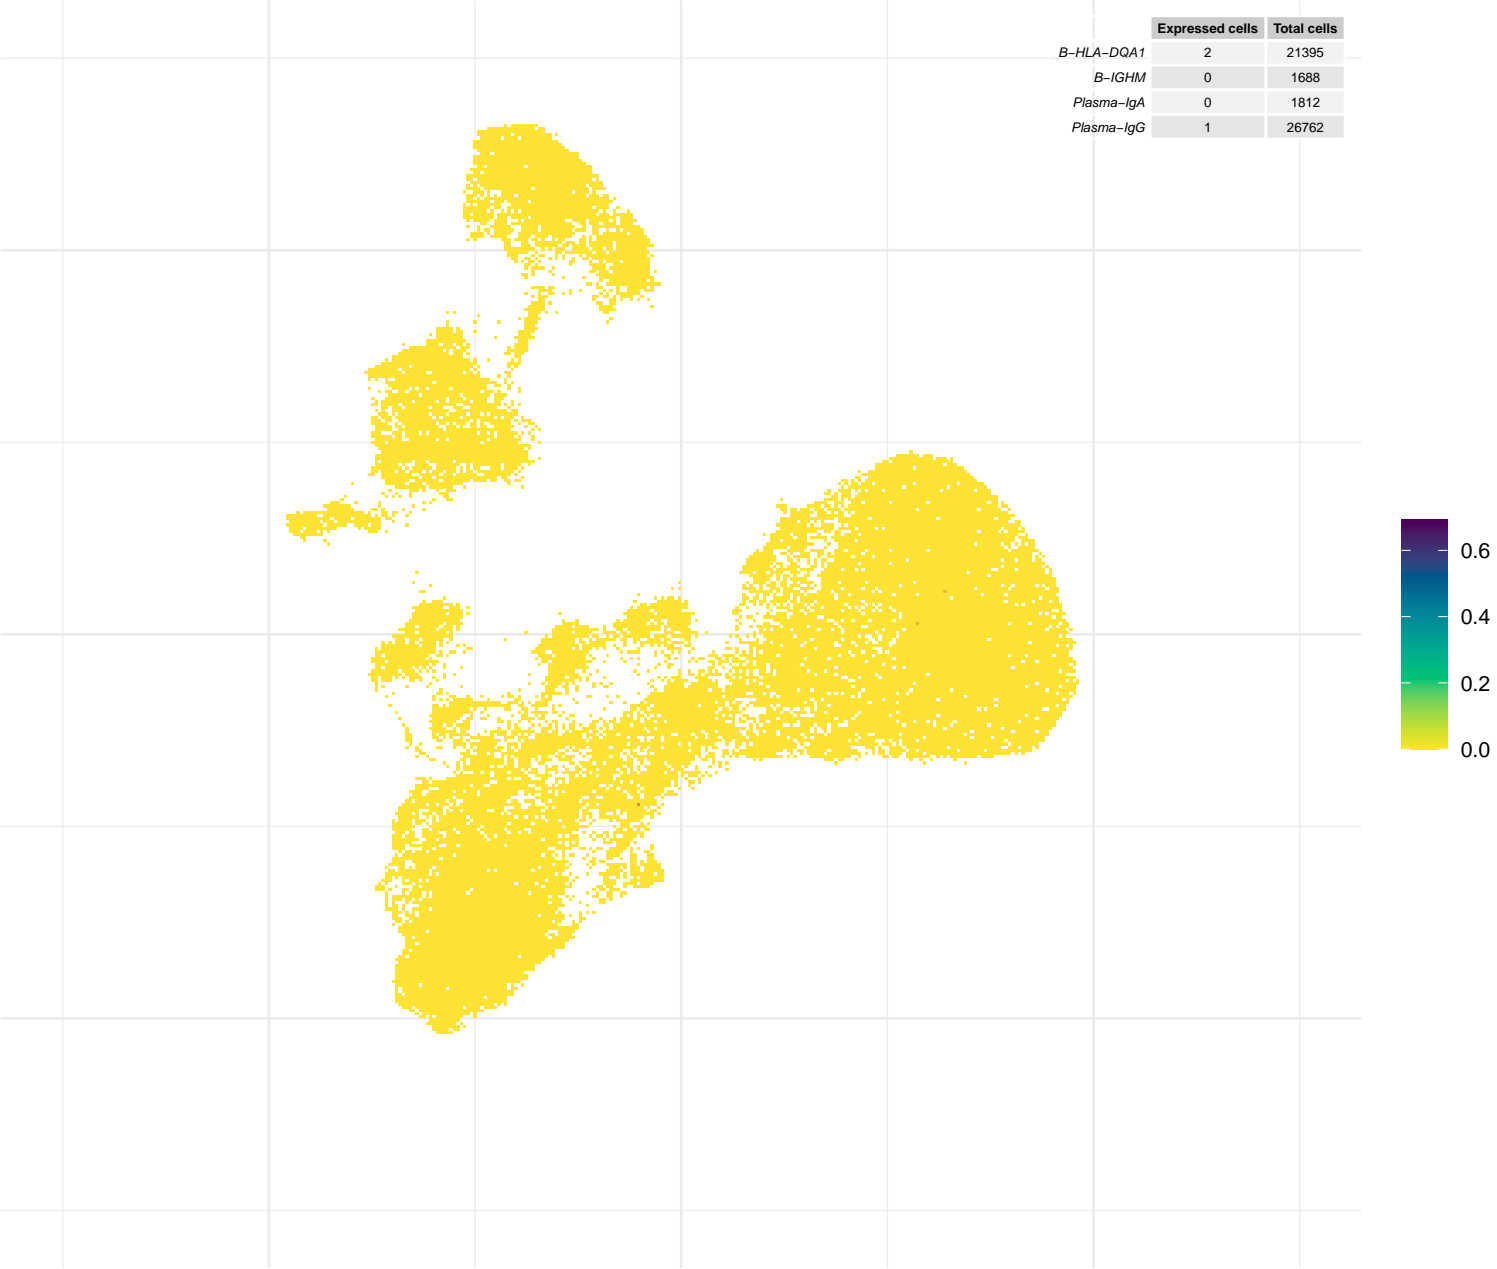 Expressed cells Total cells
B−HLA−DQA1 2 21395
B−IGHM 0 1688
Plasma−IgA 0 1812
Plasma−IgG 1 26762
0.6
0.4
0.2
0.0